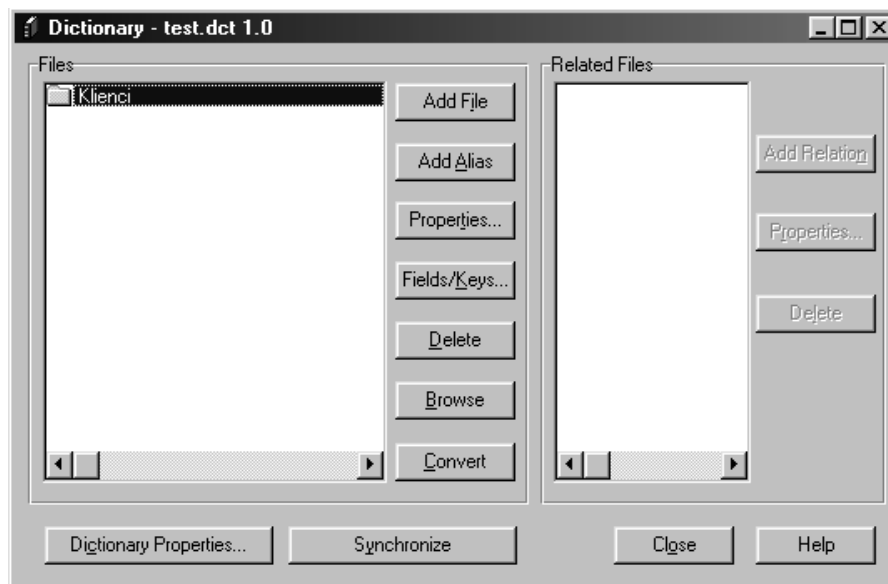 Dictionary - test.dct 1.0
Files
Klienci
Add File
Add Alias
Properties...
Fields/Keys...
Delete
Browse
Convert
Related Files
Add Relation
Properties...
Delete
Dictionary Properties...
Synchronize
Close
Help